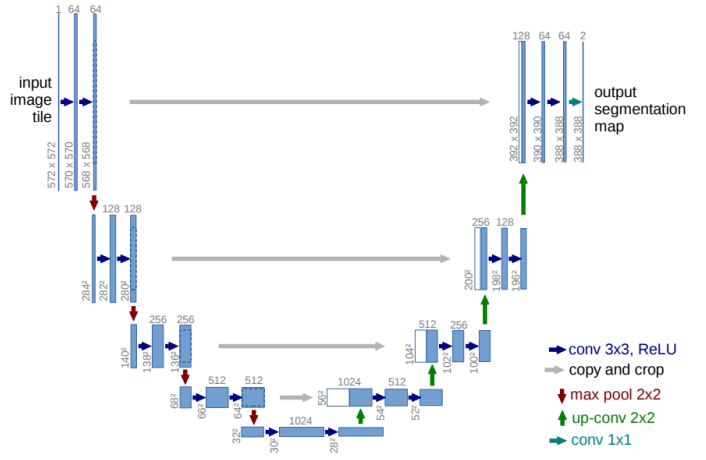 1 64 64
input
image
tile
572 x 572
570 x 570
568 x 568
128 64 64 2
output
segmentation
map
392 x 392
390 x 390
388 x 388
388 x 388
128 128
284²
282²
280²
256 128
200²
198²
196²
256 256
140²
138²
136²
512 256
104²
102²
100²
512 512
68²
66²
64²
1024 512
56²
54²
52²
1024
32²
30²
28²
conv 3x3, ReLU
copy and crop
max pool 2x2
up-conv 2x2
conv 1x1